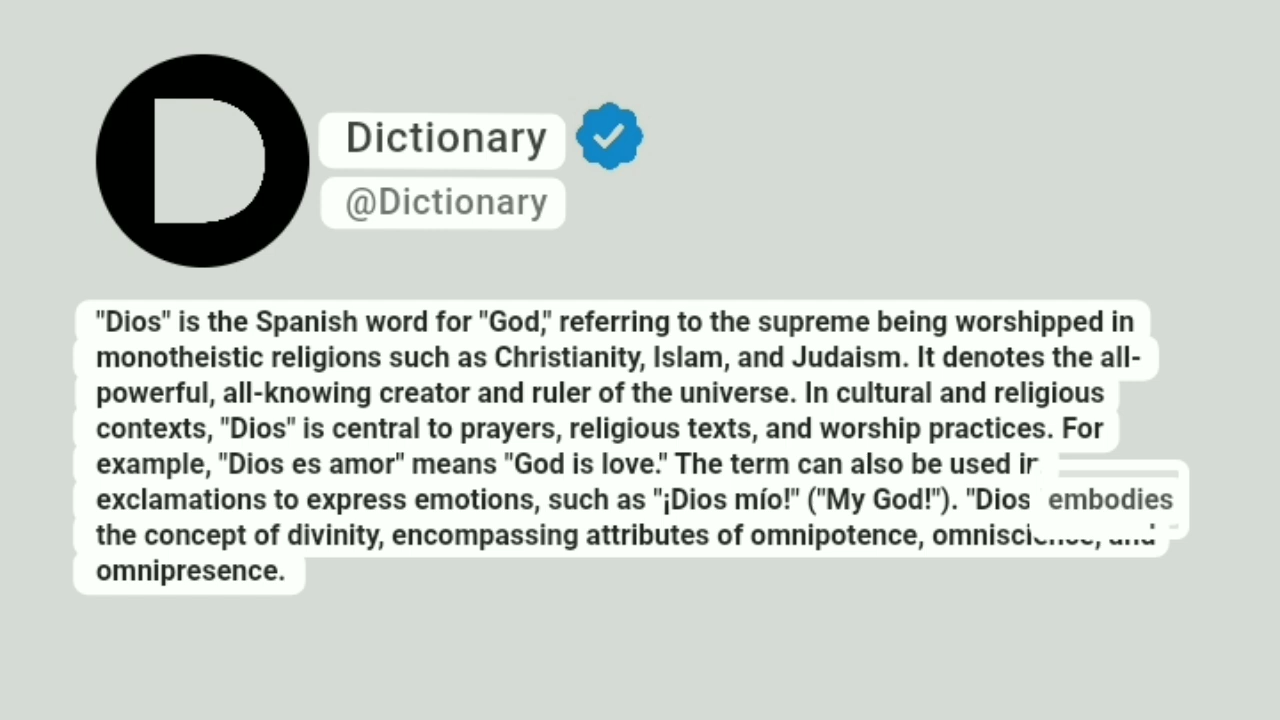 D
Dictionary
@Dictionary
"Dios" is the Spanish word for "God," referring to the supreme being worshipped in
monotheistic religions such as Christianity, Islam, and Judaism. It denotes the all-
powerful, all-knowing creator and ruler of the universe. In cultural and religious
contexts, "Dios" is central to prayers, religious texts, and worship practices. For
example, "Dios es amor" means "God is love." The term can also be used in
exclamations to express emotions, such as "¡Dios mío!" ("My God!"). "Dios embodies
the concept of divinity, encompassing attributes of omnipotence, omniscience, and
omnipresence.